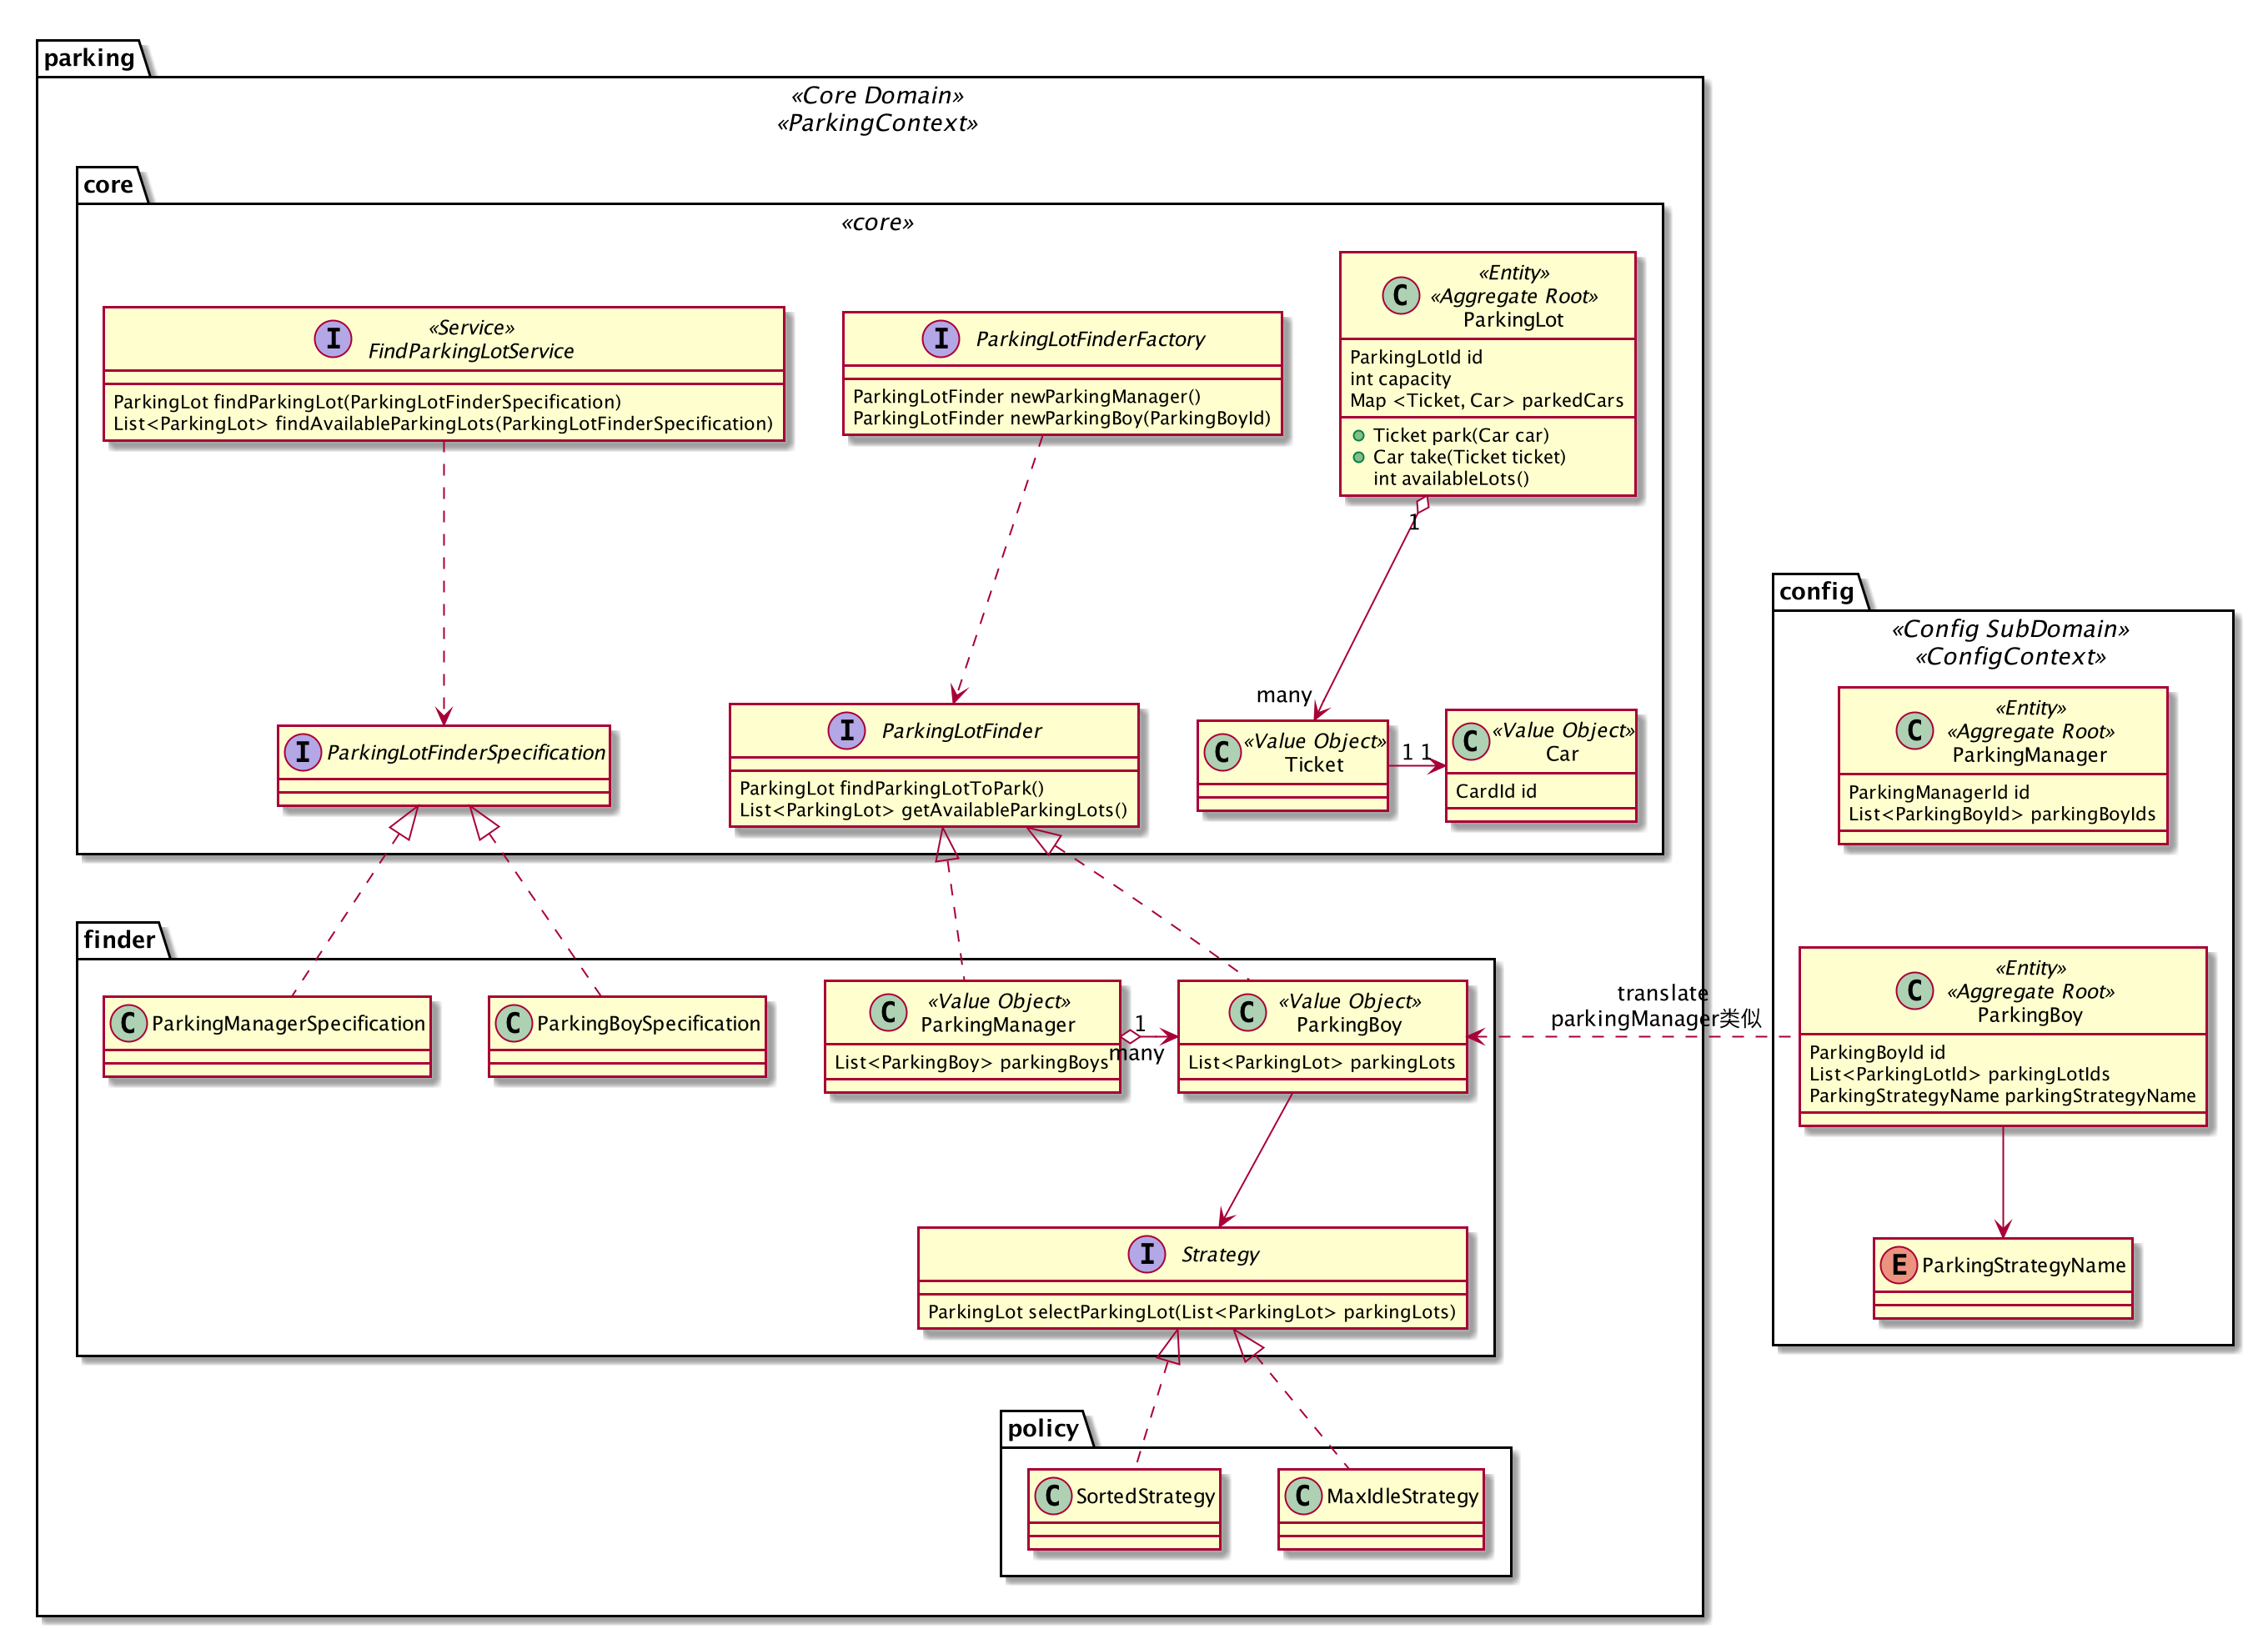 parking
«Core Domain»
«ParkingContext»
core
«core»
I
«Service»
FindParkingLotService
ParkingLot findParkingLot(ParkingLotFinderSpecification)
List<ParkingLot> findAvailableParkingLots(ParkingLotFinderSpecification)
I
ParkingLotFinderFactory
ParkingLotFinder newParkingManager()
ParkingLotFinder newParkingBoy(ParkingBoyId)
C
«Entity»
«Aggregate Root»
ParkingLot
ParkingLotId id
int capacity
Map <Ticket, Car> parkedCars
Ticket park(Car car)
Car take(Ticket ticket)
int availableLots()
1
many
I
ParkingLotFinderSpecification
I
ParkingLotFinder
ParkingLot findParkingLotToPark()
List<ParkingLot> getAvailableParkingLots()
C
«Value Object»
Ticket
1 1
C
«Value Object»
Car
CardId id
finder
C
ParkingManagerSpecification
C
ParkingBoySpecification
C
«Value Object»
ParkingManager
List<ParkingBoy> parkingBoys
1
many
C
«Value Object»
ParkingBoy
List<ParkingLot> parkingLots
I
Strategy
ParkingLot selectParkingLot(List<ParkingLot> parkingLots)
policy
C
SortedStrategy
C
MaxIdleStrategy
translate
parkingManager类似
config
«Config SubDomain»
«ConfigContext»
C
«Entity»
«Aggregate Root»
ParkingManager
ParkingManagerId id
List<ParkingBoyId> parkingBoyIds
C
«Entity»
«Aggregate Root»
ParkingBoy
ParkingBoyId id
List<ParkingLotId> parkingLotIds
ParkingStrategyName parkingStrategyName
E
ParkingStrategyName